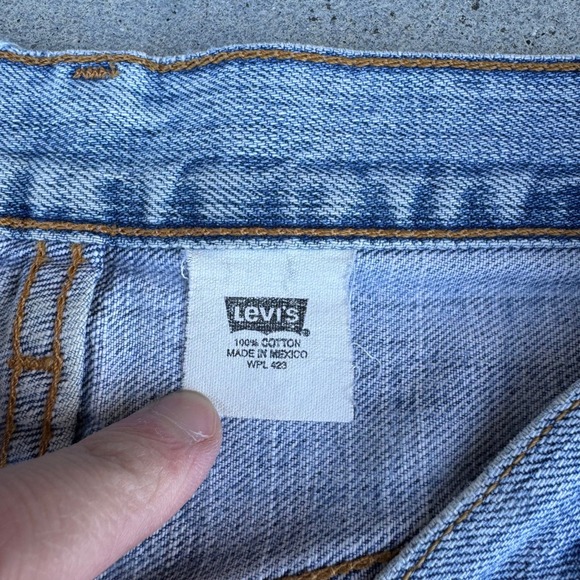 LEVI'S
100% COTTON
MADE IN MEXICO
WPL 423